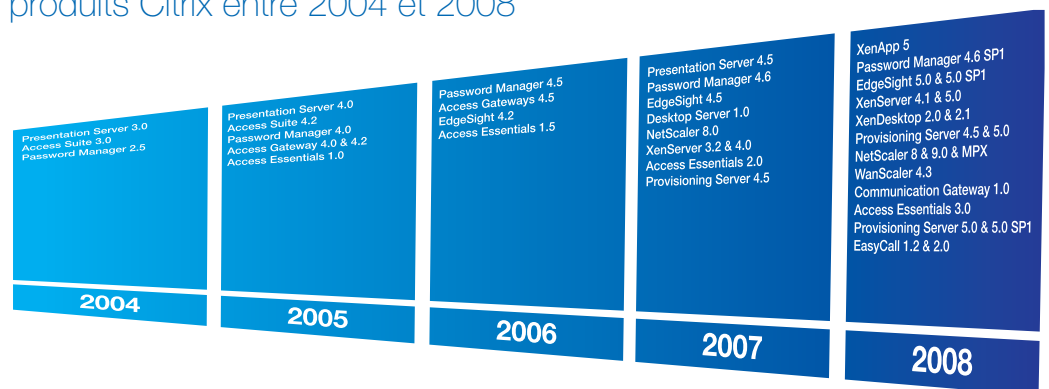 produits Citrix entre 2004 et 2008
Presentation Server 3.0
Access Suite 3.0
Password Manager 2.5
2004
Presentation Server 4.0
Access Suite 4.2
Password Manager 4.0
Access Gateway 4.0 & 4.2
Access Essentials 1.0
2005
Password Manager 4.5
Access Gateways 4.5
EdgeSight 4.2
Access Essentials 1.5
2006
Presentation Server 4.5
Password Manager 4.6
EdgeSight 4.5
Desktop Server 1.0
NetScaler 8.0
XenServer 3.2 & 4.0
Access Essentials 2.0
Provisioning Server 4.5
2007
XenApp 5
Password Manager 4.6 SP1
EdgeSight 5.0 & 5.0 SP1
XenServer 4.1 & 5.0
XenDesktop 2.0 & 2.1
Provisioning Server 4.5 & 5.0
NetScaler 8 & 9.0 & MPX
WanScaler 4.3
Communication Gateway 1.0
Access Essentials 3.0
Provisioning Server 5.0 & 5.0 SP1
EasyCall 1.2 & 2.0
2008